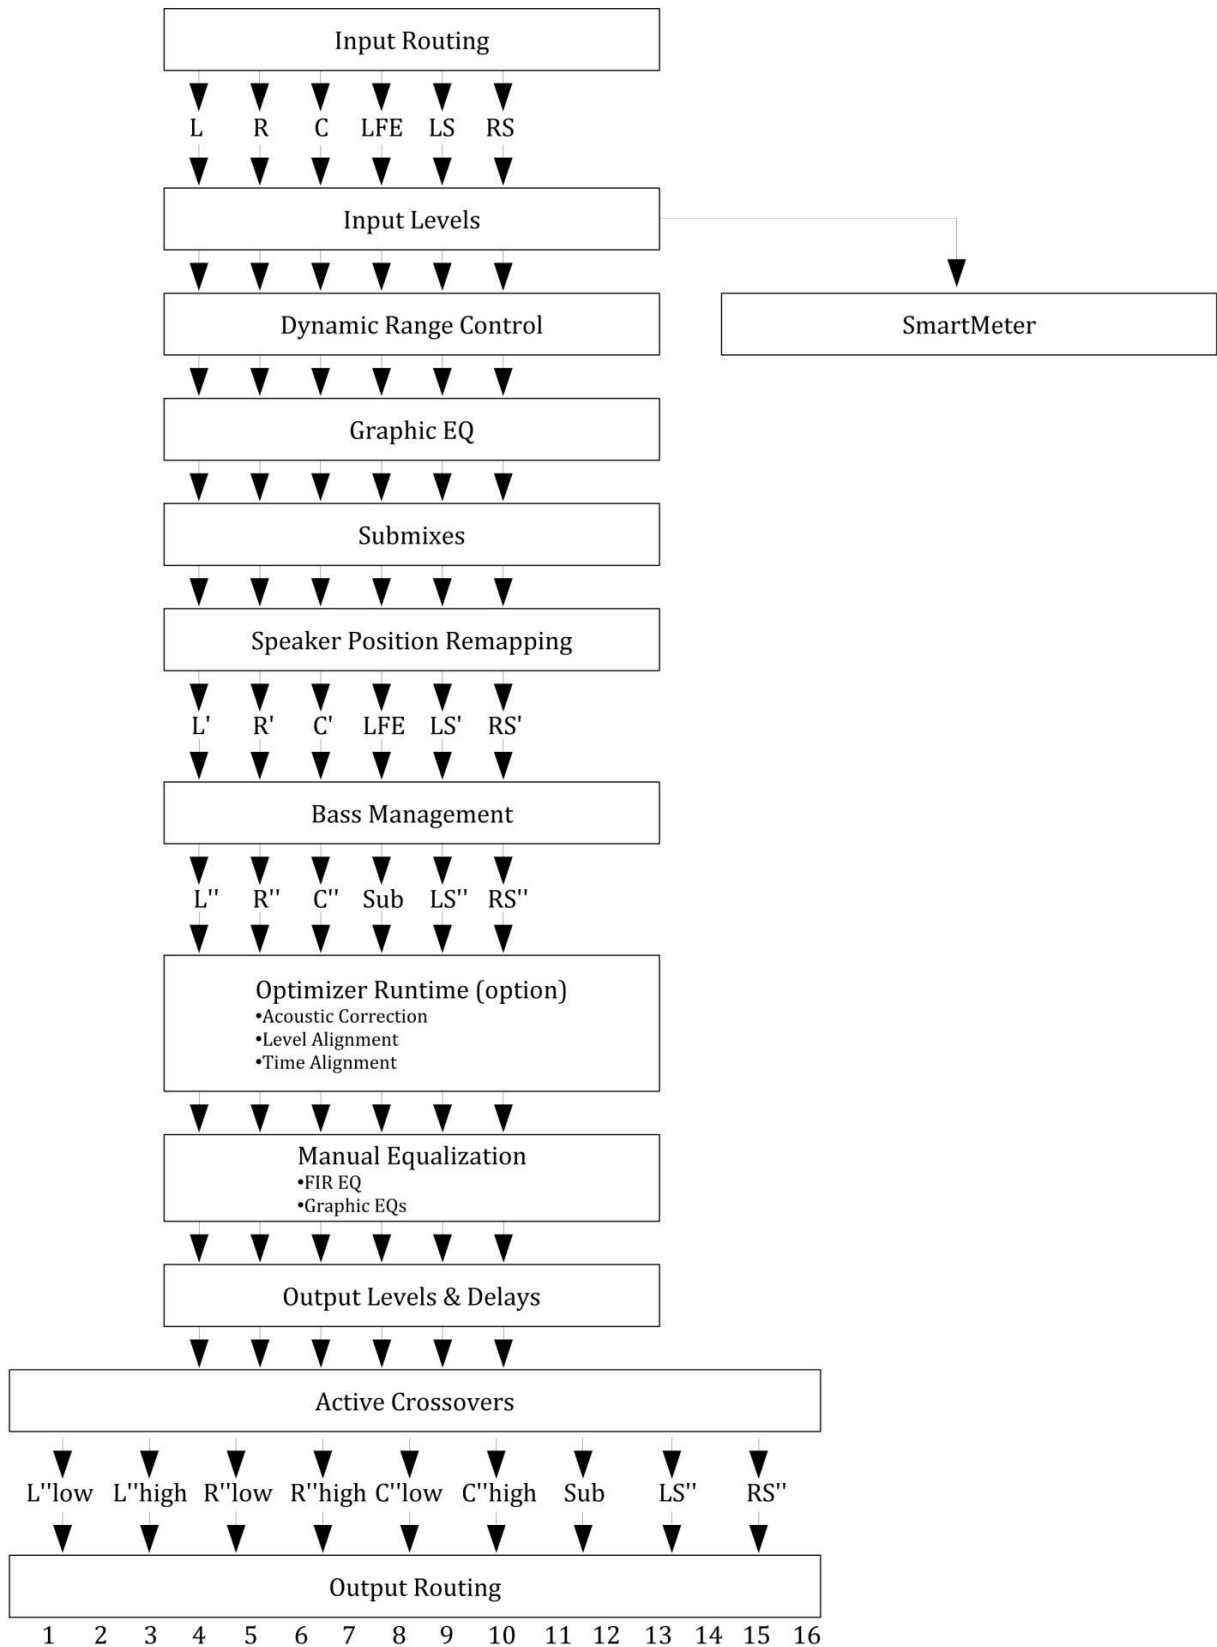 Input Routing
L R C LFE LS RS
Input Levels
Dynamic Range Control SmartMeter
Graphic EQ
Submixes
Speaker Position Remapping
L' R' C' LFE LS' RS'
Bass Management
L'' R'' C'' Sub LS'' RS''
Optimizer Runtime (option)
•Acoustic Correction
•Level Alignment
•Time Alignment
Manual Equalization
•FIR EQ
•Graphic EQs
Output Levels & Delays
Active Crossovers
L''low L''high R''low R''high C''low C''high Sub LS'' RS''
Output Routing
1 2 3 4 5 6 7 8 9 10 11 12 13 14 15 16